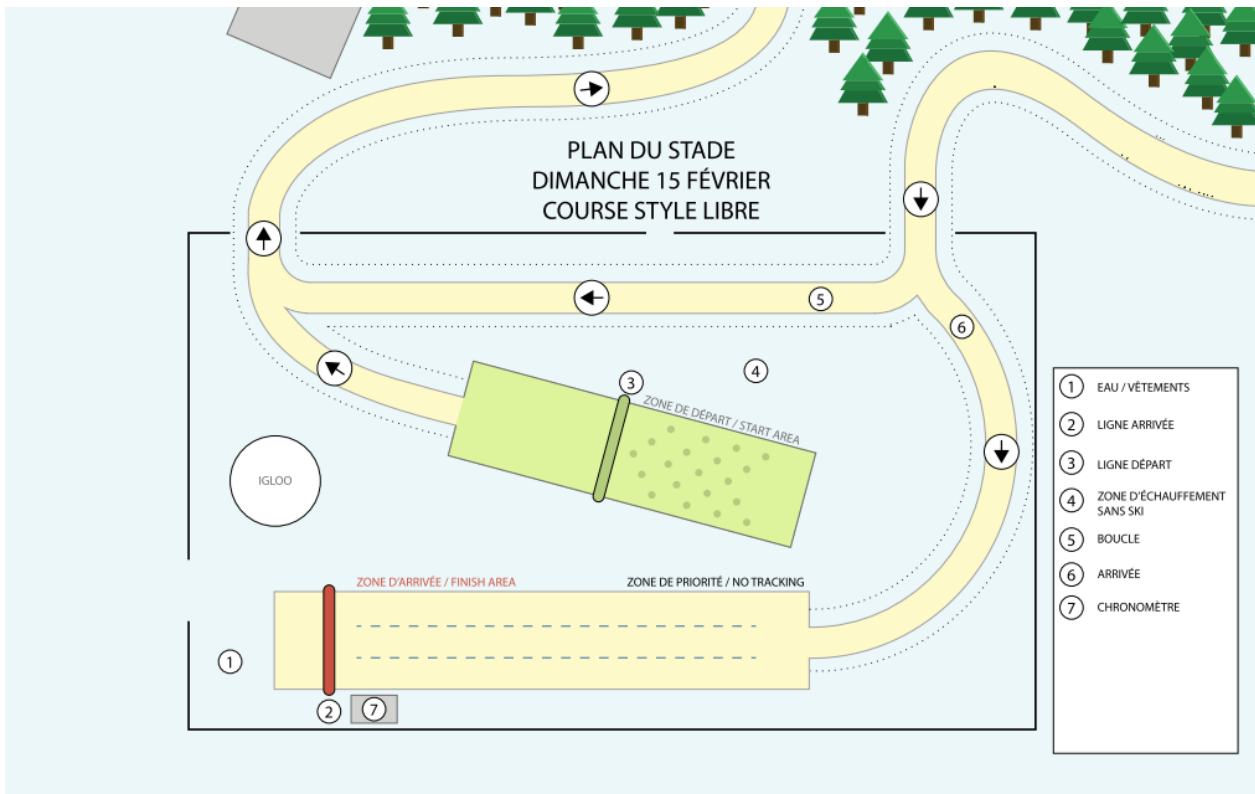 PLAN DU STADE
DIMANCHE 15 FÉVRIER
COURSE STYLE LIBRE
5
6
4
3
ZONE DE DÉPART / START AREA
IGLOO
ZONE D'ARRIVÉE / FINISH AREA
ZONE DE PRIORITÉ / NO TRACKING
1
2
7
1 EAU / VÊTEMENTS
2 LIGNE ARRIVÉE
3 LIGNE DÉPART
4 ZONE D'ÉCHAUFFEMENT
SANS SKI
5 BOUCLE
6 ARRIVÉE
7 CHRONOMÈTRE